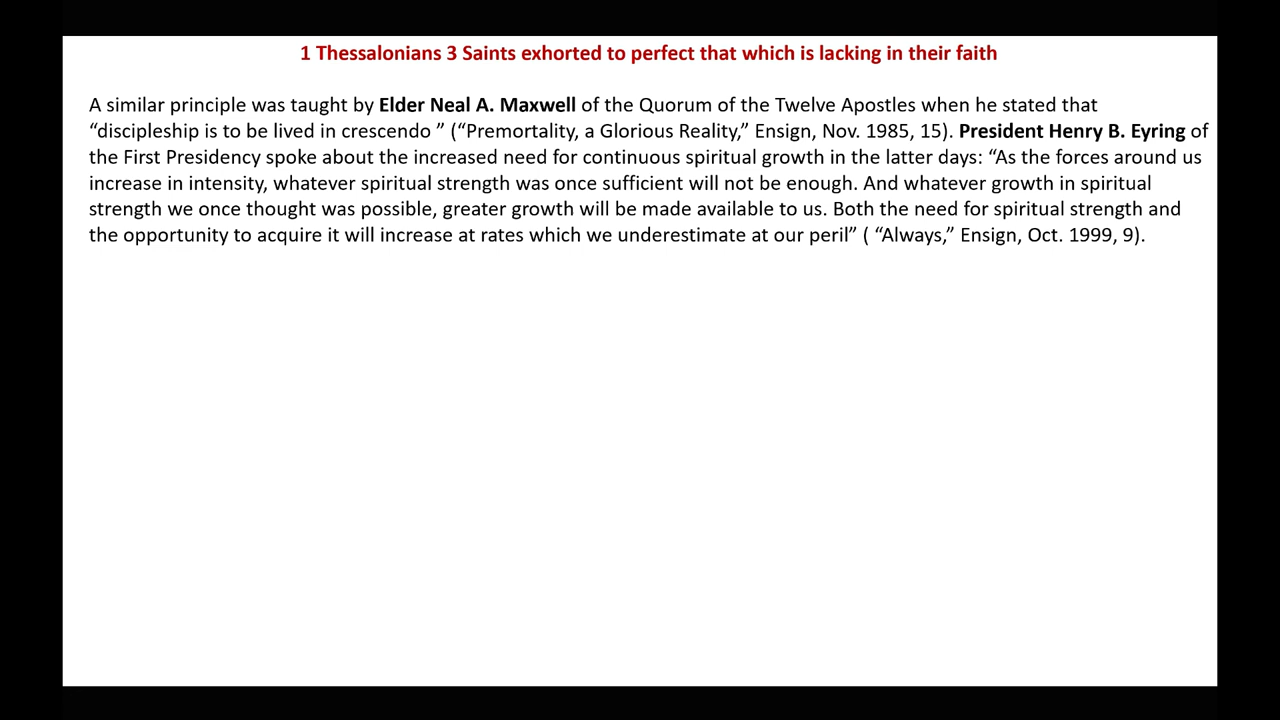 1 Thessalonians 3 Saints exhorted to perfect that which is lacking in their faith
A similar principle was taught by Elder Neal A. Maxwell of the Quorum of the Twelve Apostles when he stated that
“discipleship is to be lived in crescendo ” (“Premortality, a Glorious Reality,” Ensign, Nov. 1985, 15). President Henry B. Eyring of
the First Presidency spoke about the increased need for continuous spiritual growth in the latter days: “As the forces around us
increase in intensity, whatever spiritual strength was once sufficient will not be enough. And whatever growth in spiritual
strength we once thought was possible, greater growth will be made available to us. Both the need for spiritual strength and
the opportunity to acquire it will increase at rates which we underestimate at our peril” ( “Always,” Ensign, Oct. 1999, 9).